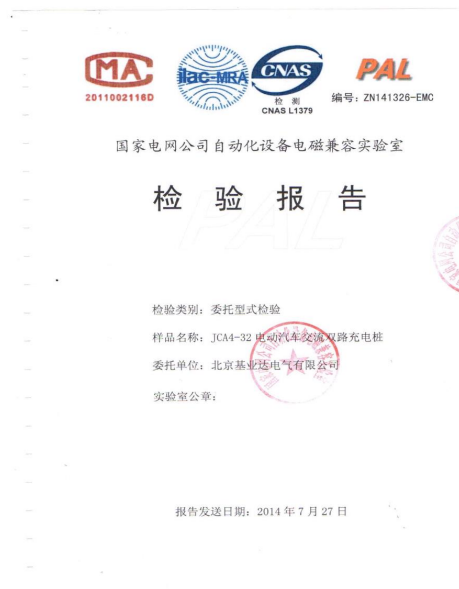 MA
2011002116D
ilac-MRA
CNAS
检 测
CNAS L1379
PAL
编号：ZN141326-EMC
国家电网公司自动化设备电磁兼容实验室
检 验 报 告
PAL
检验类别：委托型式检验
样品名称：JCA4-32 电动汽车交流双路充电桩
委托单位：北京基业达电气有限公司
实验室公章：
报告发送日期：2014 年 7 月 27 日